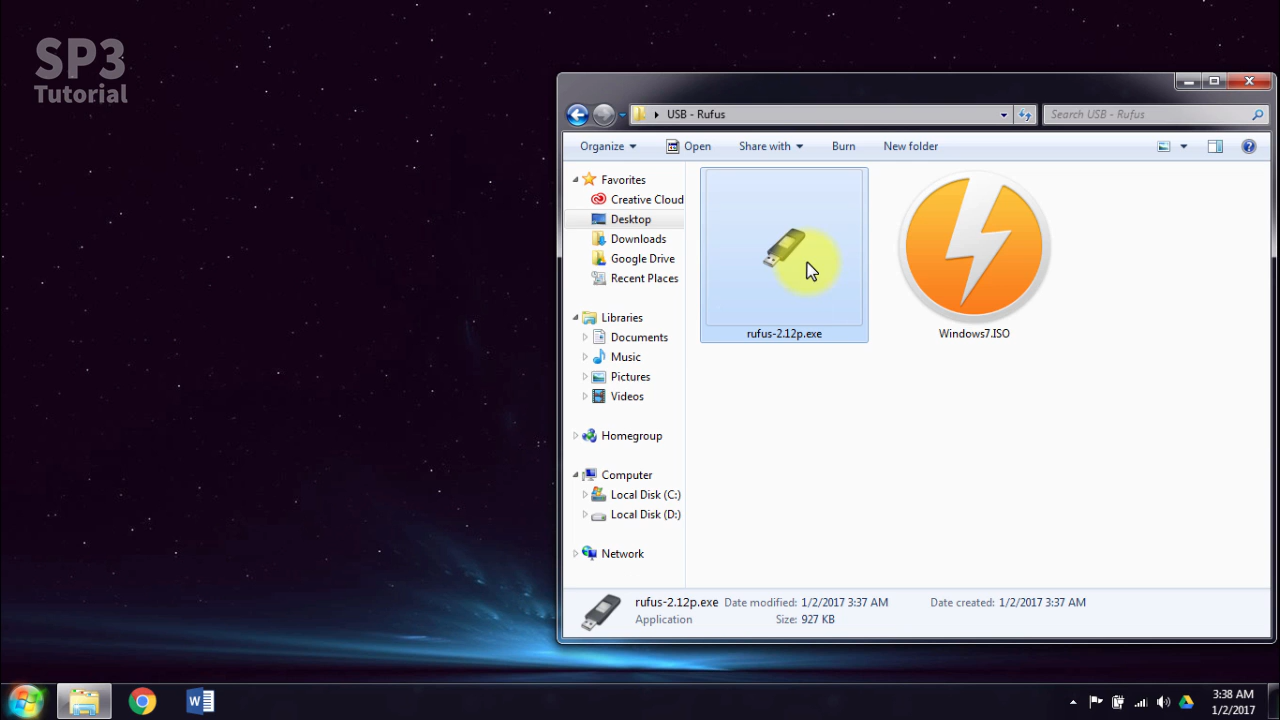 SP3
Tutorial
USB - Rufus
Search USB - Rufus
Organize
Open
Share with
Burn
New folder
Favorites
Creative Cloud
Desktop
Downloads
Google Drive
Recent Places
Libraries
Documents
Music
Pictures
Videos
Homegroup
Computer
Local Disk (C:)
Local Disk (D:)
Network
rufus-2.12p.exe
Windows7.ISO
rufus-2.12p.exe Date modified: 1/2/2017 3:37 AM Date created: 1/2/2017 3:37 AM
Application Size: 927 KB
W
3:38 AM
1/2/2017